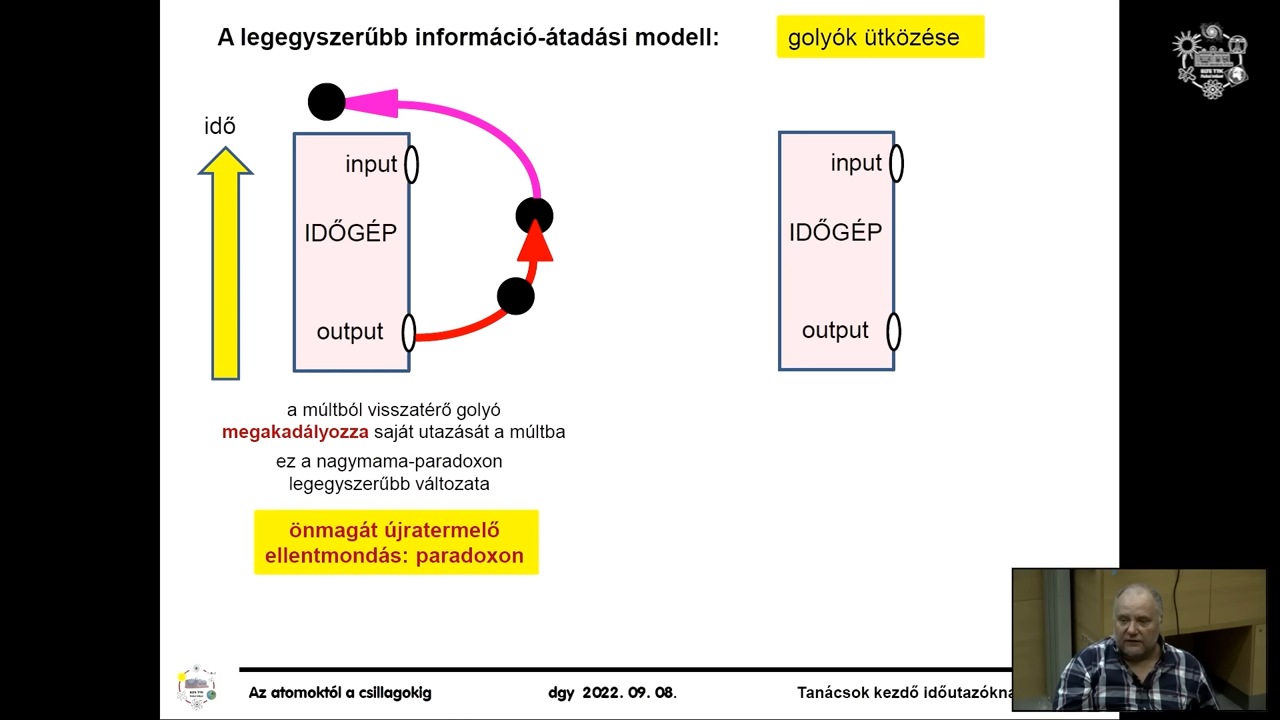 A legegyszerűbb információ-átadási modell:
golyók ütközése
idő
input
IDŐGÉP
output
input
IDŐGÉP
output
a múltból visszatérő golyó
megakadályozza saját utazását a múltba
ez a nagymama-paradoxon
legegyszerűbb változata
önmagát újratermelő
ellentmondás: paradoxon
Az atomoktól a csillagokig
dgy 2022. 09. 08.
Tanácsok kezdő